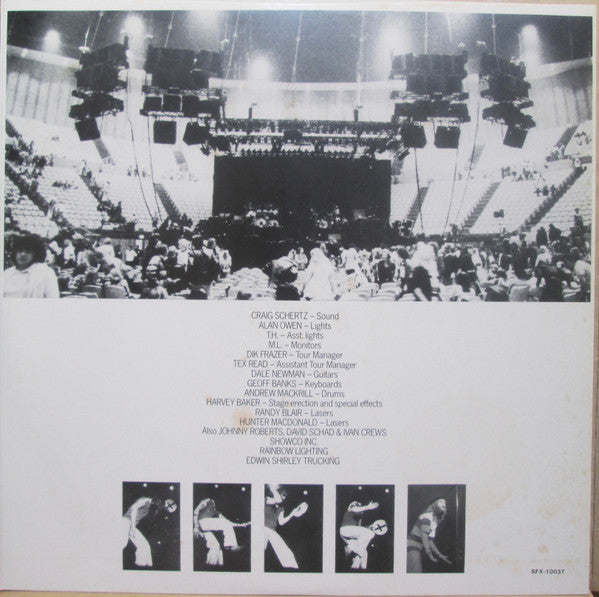 CRAIG SCHERTZ – Sound
ALAN OWEN – Lights
T.H. – Asst. lights
M.L. – Monitors
DIK FRAZER – Tour Manager
TEX READ – Assistant Tour Manager
DALE NEWMAN – Guitars
GEOFF BANKS – Keyboards
ANDREW MACKRILL – Drums
HARVEY BAKER – Stage erection and special effects
RANDY BLAIR – Lasers
HUNTER MACDONALD – Lasers
Also JOHNNY ROBERTS, DAVID SCHAD & IVAN CREWS
SHOWCO INC.
RAINBOW LIGHTING
EDWIN SHIRLEY TRUCKING
SFX-10037